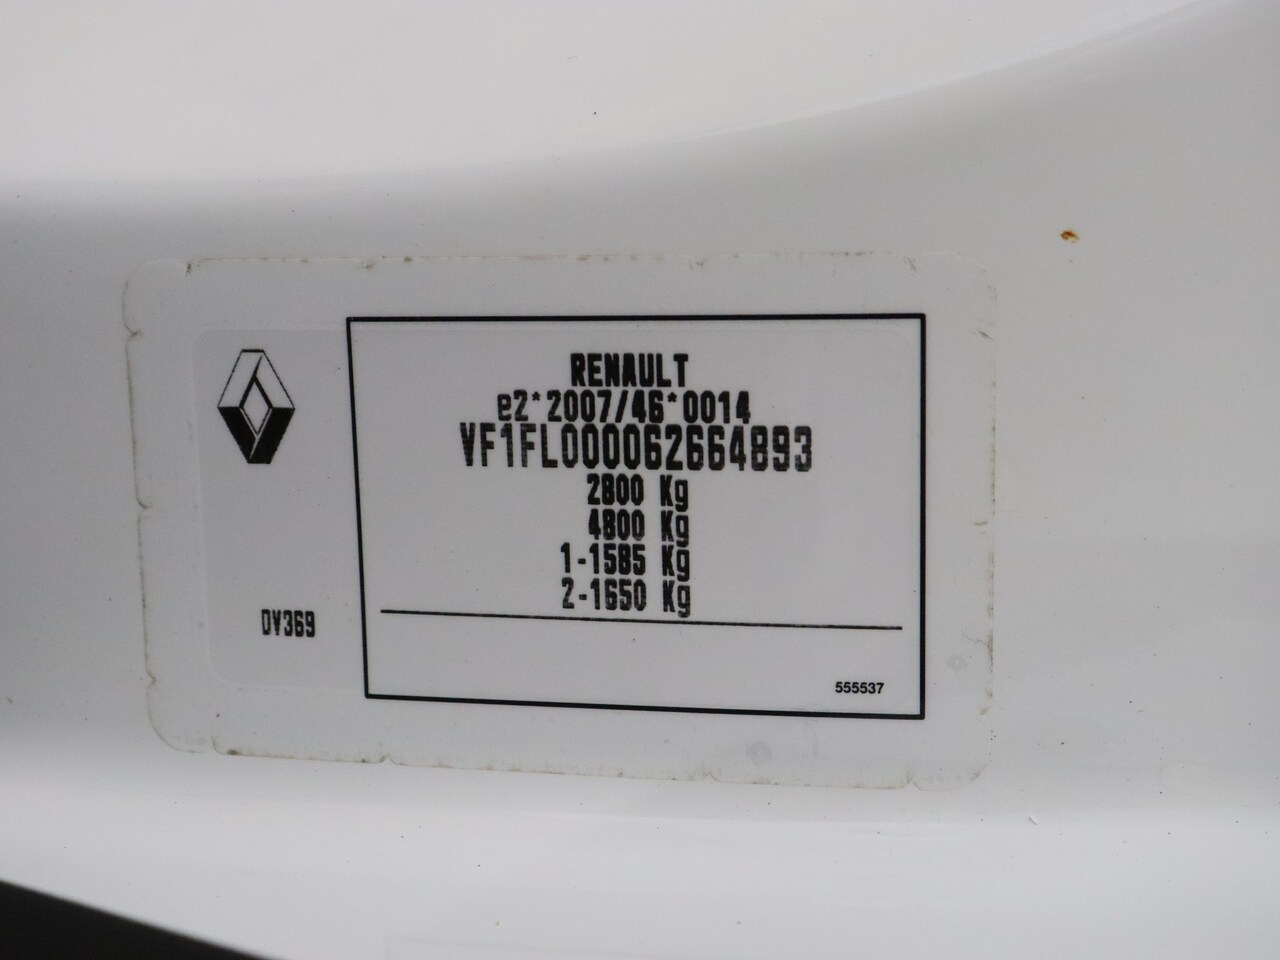 RENAULT
e2*2007/46*0014
VF1FL000062664893
2800 Kg
4800 Kg
1-1585 Kg
2-1650 Kg
DV369
555537